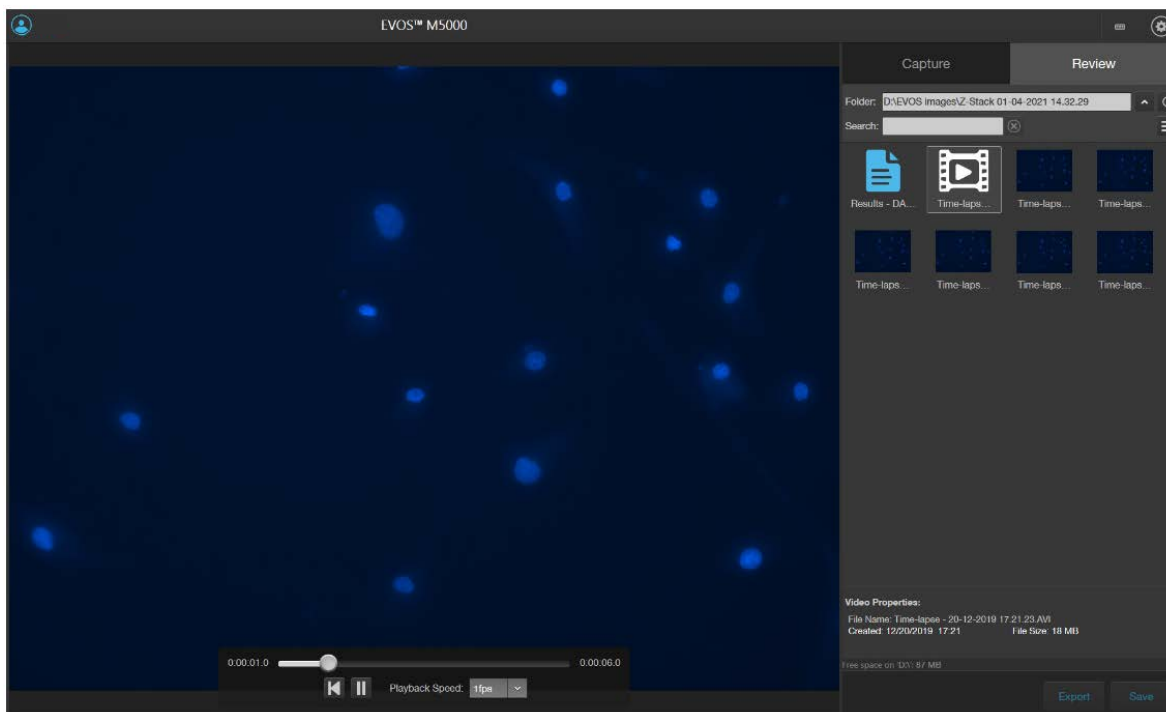 EVOS™ M5000
Capture Review
Folder: D:\EVOS images\Z-Stack 01-04-2021 14.32.29
Search:
Results - DA... Time-laps... Time-laps... Time-laps...
Time-laps... Time-laps... Time-laps... Time-laps...
Video Properties:
File Name: Time-lapse - 20-12-2019 17.21.23.AVI
Created: 12/20/2019 17:21 File Size: 18 MB
Free space on 'D:\': 87 MB
0:00:01.0 0:00:06.0
Playback Speed: 1fps
Export Save